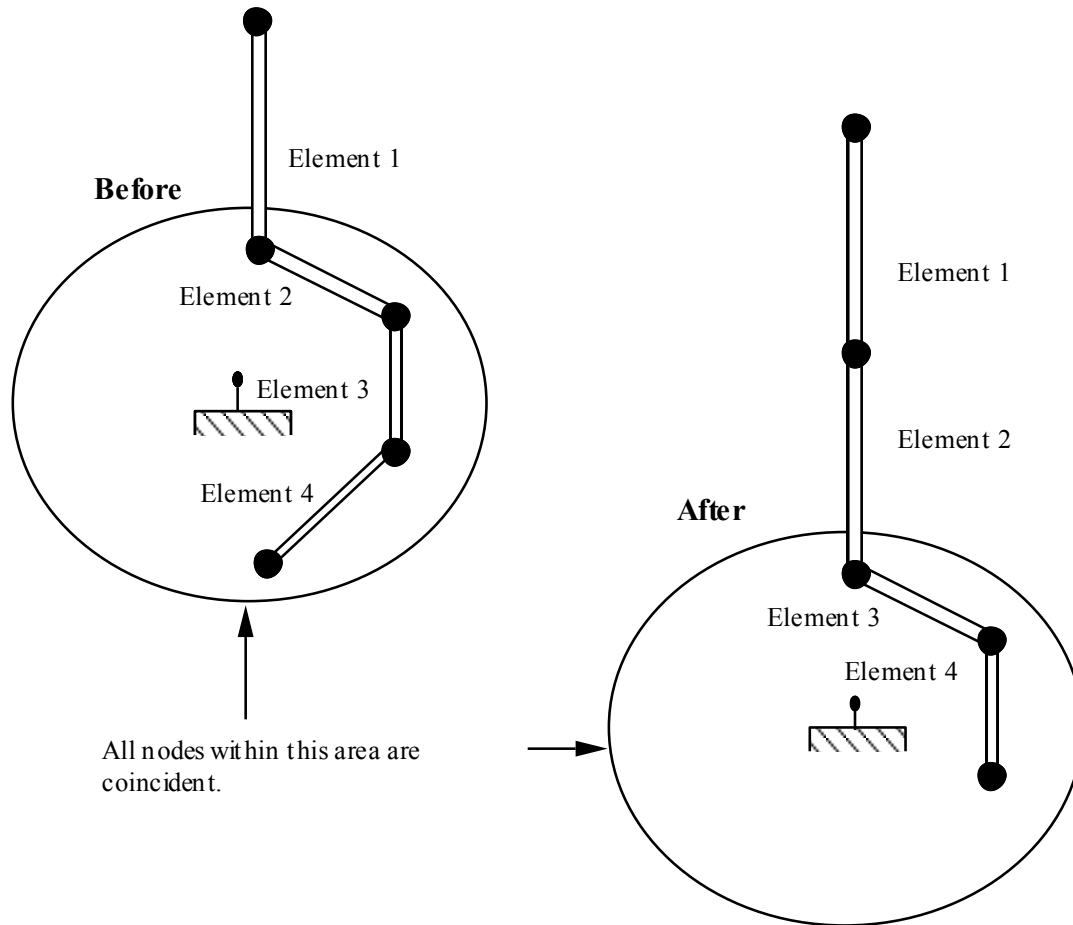 Element 1
Before
Element 2
Element 3
Element 4
All nodes within this area are
coincident.
Element 1
Element 2
After
Element 3
Element 4